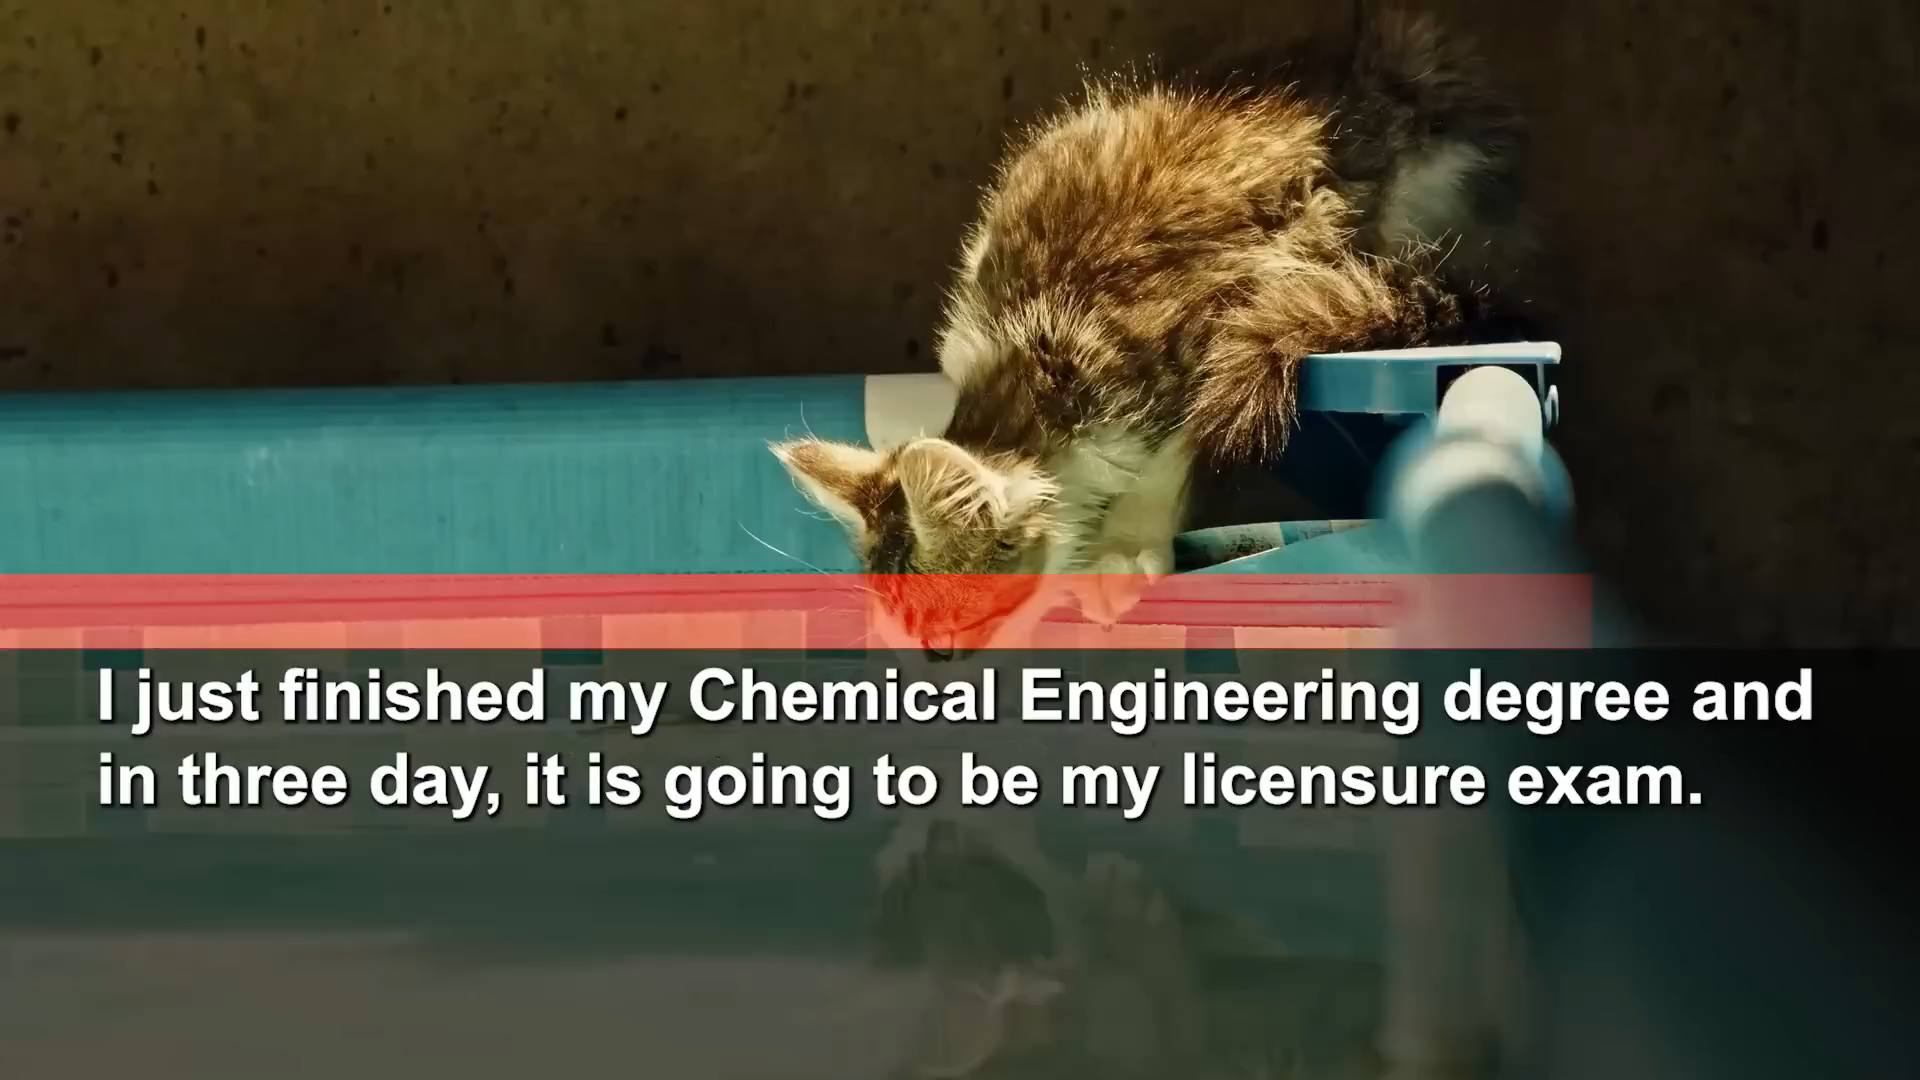 I just finished my Chemical Engineering degree and
in three day, it is going to be my licensure exam.